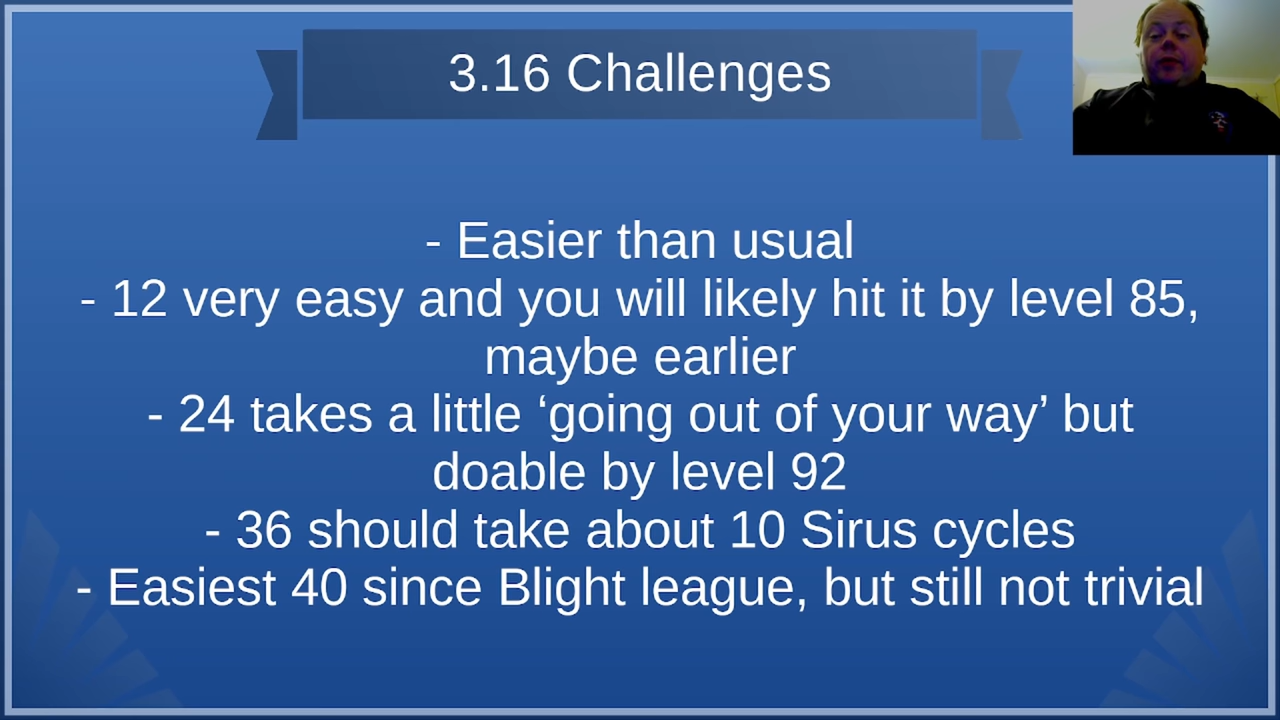 3.16 Challenges
- Easier than usual
- 12 very easy and you will likely hit it by level 85,
maybe earlier
- 24 takes a little ‘going out of your way’ but
doable by level 92
- 36 should take about 10 Sirus cycles
- Easiest 40 since Blight league, but still not trivial